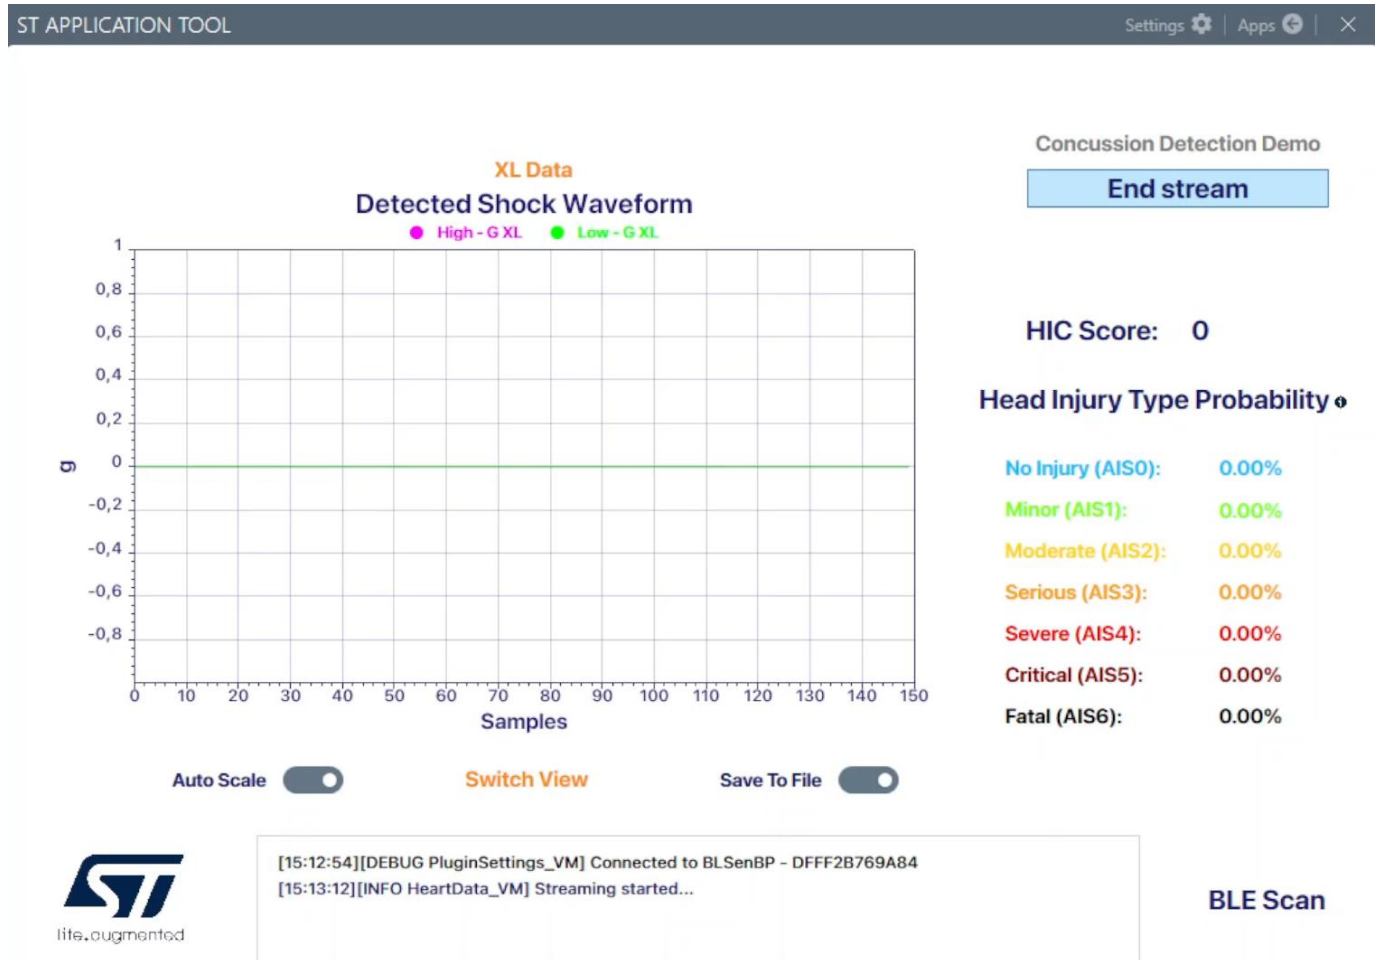 ST APPLICATION TOOL
Settings | Apps |
Concussion Detection Demo
End stream
XL Data
Detected Shock Waveform
High - G XL Low - G XL
1
0,8
0,6
0,4
0,2
0
-0,2
-0,4
-0,6
-0,8
g
0 10 20 30 40 50 60 70 80 90 100 110 120 130 140 150
Samples
HIC Score: 0
Head Injury Type Probability
No Injury (AIS0): 0.00%
Minor (AIS1): 0.00%
Moderate (AIS2): 0.00%
Serious (AIS3): 0.00%
Severe (AIS4): 0.00%
Critical (AIS5): 0.00%
Fatal (AIS6): 0.00%
Auto Scale
Switch View
Save To File
ST
life.augmented
[15:12:54][DEBUG PluginSettings_VM] Connected to BLSenBP - DFFF2B769A84
[15:13:12][INFO HeartData_VM] Streaming started...
BLE Scan